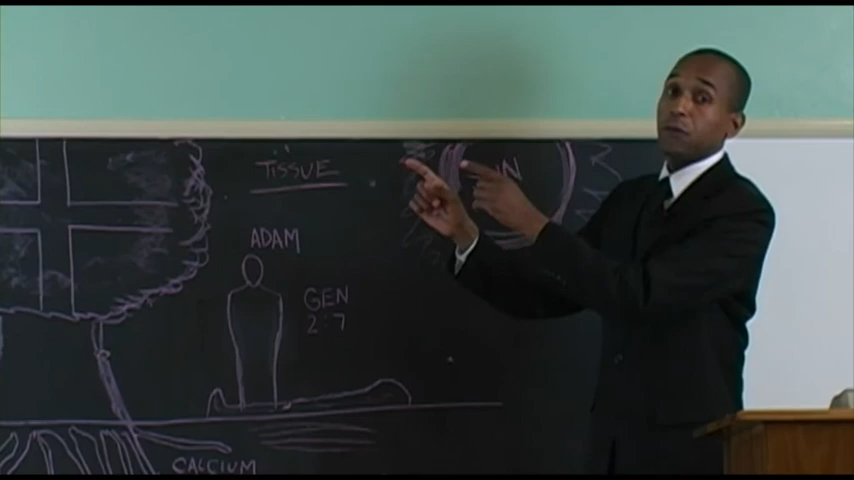 TISSUE
ADAM
GEN
2:7
CALCIUM